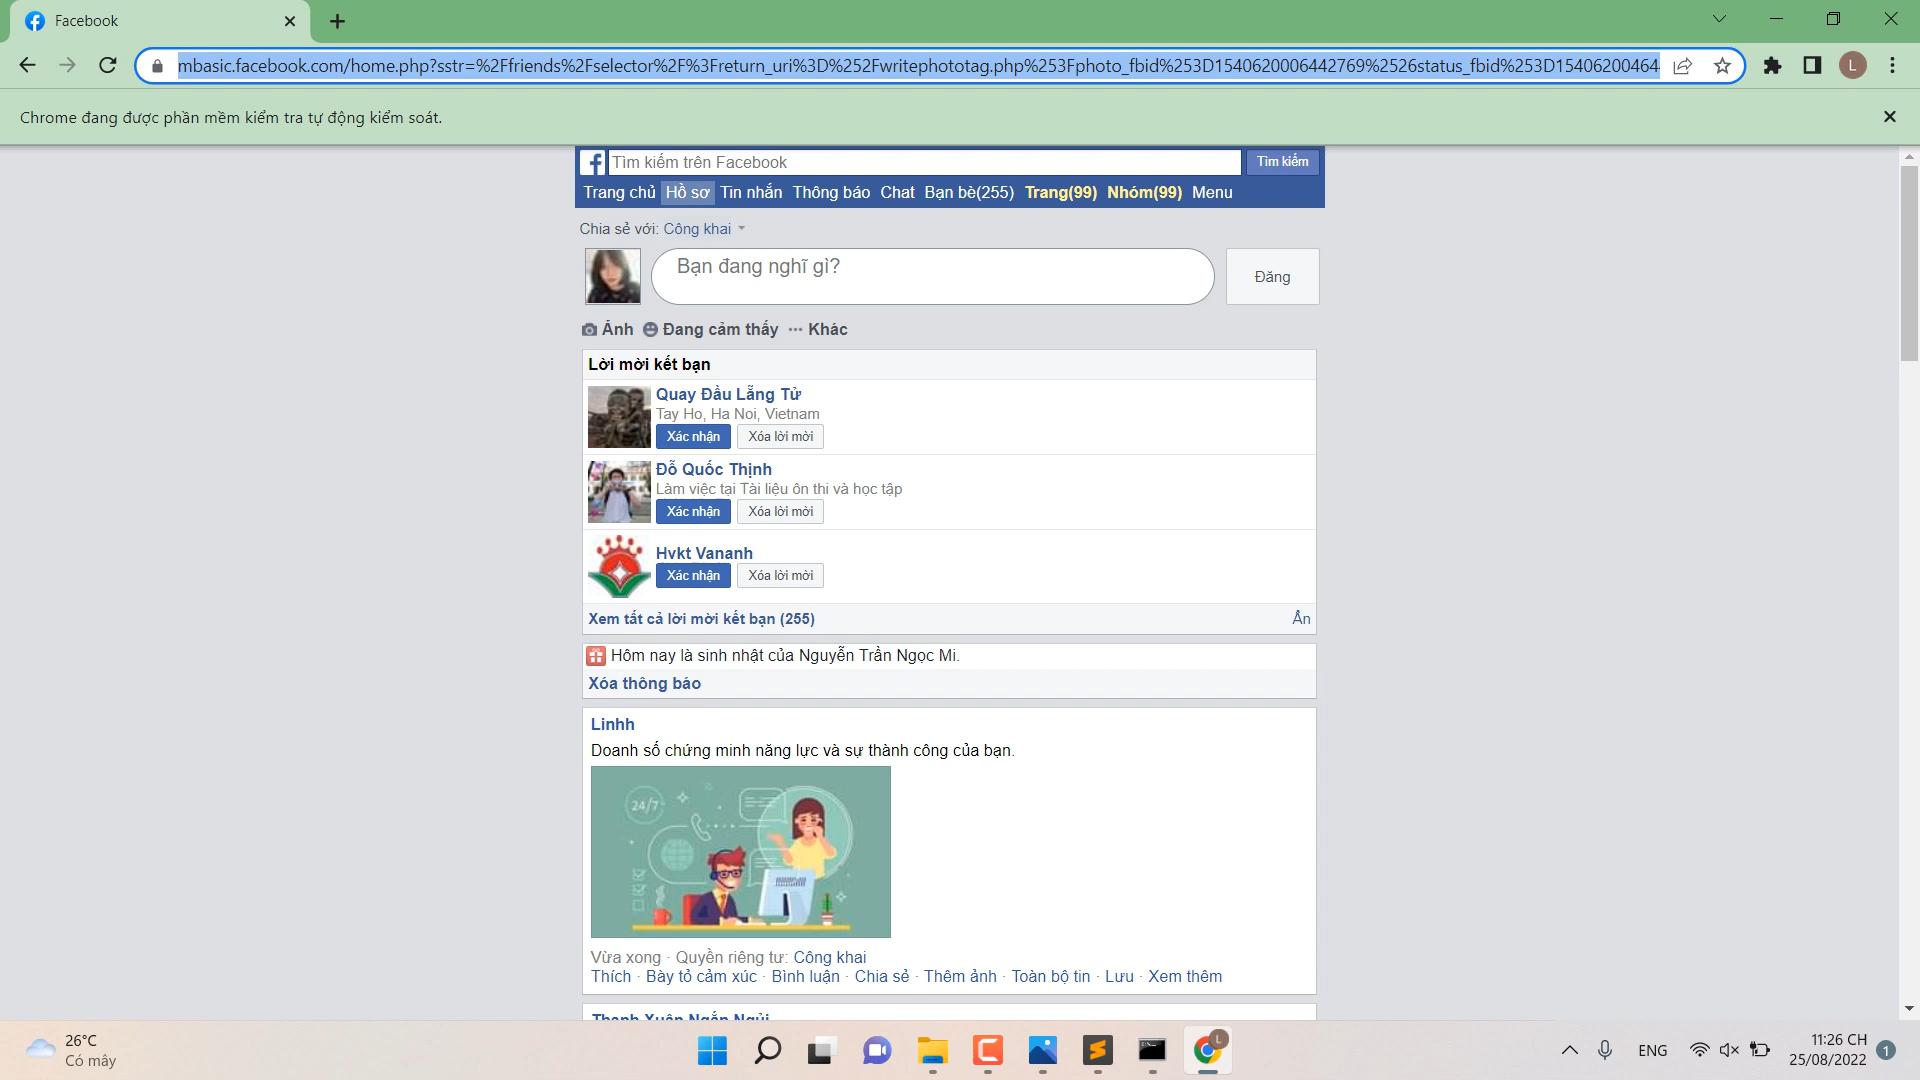 Facebook
mbasic.facebook.com/home.php?sstr=%2Ffriends%2Fselector%2F%3Freturn_uri%3D%252Fwritephototag.php%253Fphoto_fbid%253D1540620006442769%2526status_fbid%253D15406200464
L
Chrome đang được phần mềm kiểm tra tự động kiểm soát.
Tìm kiếm trên Facebook
Tìm kiếm
Trang chủ Hồ sơ Tin nhắn Thông báo Chat Bạn bè(255) Trang(99) Nhóm(99) Menu
Chia sẻ với: Công khai
Bạn đang nghĩ gì?
Đăng
Ảnh Đang cảm thấy ··· Khác
Lời mời kết bạn
Quay Đầu Lẵng Tử
Tay Ho, Ha Noi, Vietnam
Xác nhận Xóa lời mời
Đỗ Quốc Thịnh
Làm việc tại Tài liệu ôn thi và học tập
Xác nhận Xóa lời mời
Hvkt Vananh
Xác nhận Xóa lời mời
Xem tất cả lời mời kết bạn (255) Ẩn
Hôm nay là sinh nhật của Nguyễn Trần Ngọc Mi.
Xóa thông báo
Linhh
Doanh số chứng minh năng lực và sự thành công của bạn.
24/7
Vừa xong · Quyền riêng tư: Công khai
Thích · Bày tỏ cảm xúc · Bình luận · Chia sẻ · Thêm ảnh · Toàn bộ tin · Lưu · Xem thêm
Thanh Xuân Ngắn Ngủi
26°C
Có mây
L
ENG
11:26 CH
25/08/2022
1